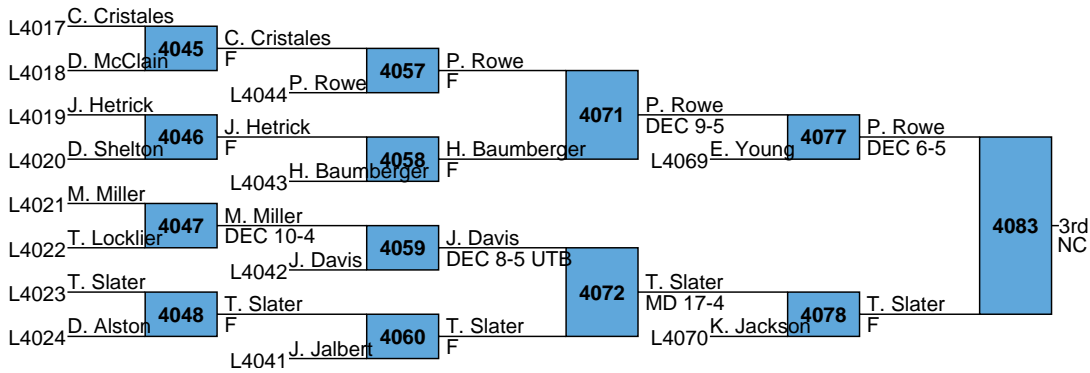 L4017 C. Cristales
4045
C. Cristales
F
L4018 D. McClain
4057
P. Rowe
F
L4044 P. Rowe
L4019 J. Hetrick
4046
J. Hetrick
F
L4020 D. Shelton
4058
H. Baumberger
F
L4043 H. Baumberger
4071
P. Rowe
DEC 9-5
4077
P. Rowe
DEC 6-5
L4069 E. Young
L4021 M. Miller
4047
M. Miller
DEC 10-4
L4022 T. Locklier
4059
J. Davis
DEC 8-5 UTB
L4042 J. Davis
4083
3rd
NC
L4023 T. Slater
4048
T. Slater
F
L4024 D. Alston
4060
T. Slater
F
L4041 J. Jalbert
4072
T. Slater
MD 17-4
4078
T. Slater
F
L4070 K. Jackson